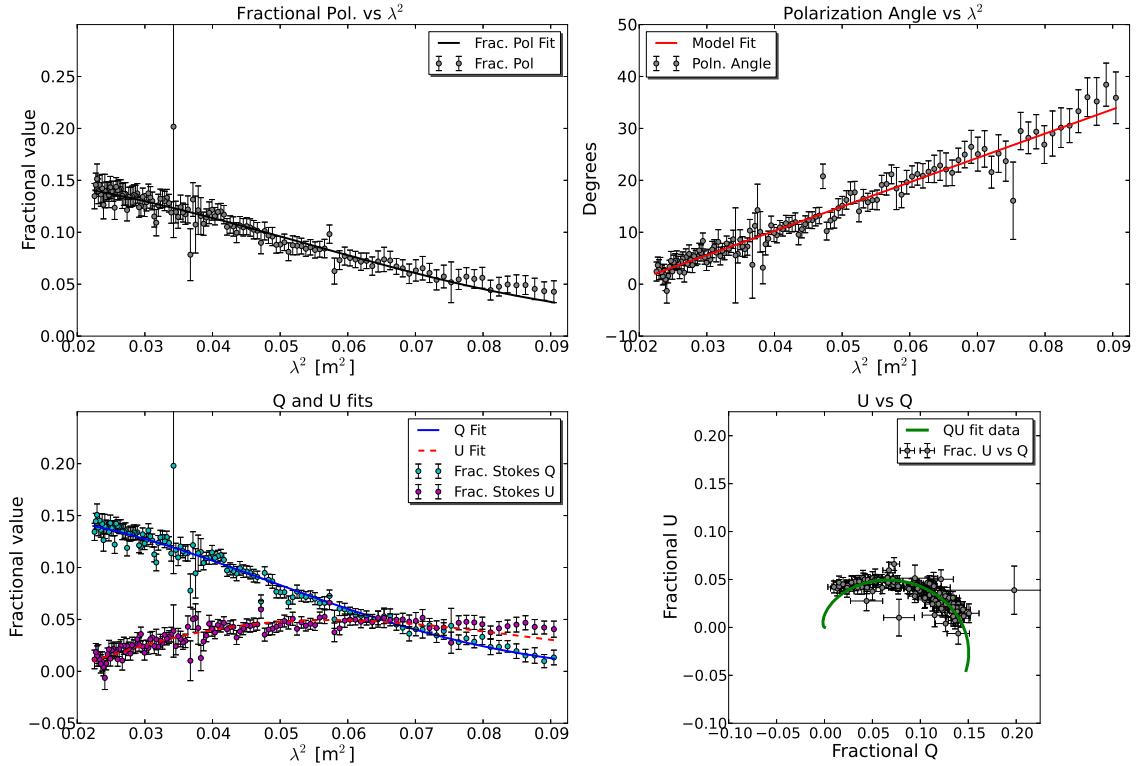 Fractional Pol. vs λ²
Frac. Pol Fit
Frac. Pol
Fractional value
0.25
0.20
0.15
0.10
0.05
0.00
0.02 0.03 0.04 0.05 0.06 0.07 0.08 0.09
λ² [m²]
Polarization Angle vs λ²
Model Fit
Poln. Angle
Degrees
50
40
30
20
10
0
−10
0.02 0.03 0.04 0.05 0.06 0.07 0.08 0.09
λ² [m²]
Q and U fits
Q Fit
U Fit
Frac. Stokes Q
Frac. Stokes U
Fractional value
0.20
0.15
0.10
0.05
0.00
−0.05
0.02 0.03 0.04 0.05 0.06 0.07 0.08 0.09
λ² [m²]
U vs Q
QU fit data
Frac. U vs Q
Fractional U
0.20
0.15
0.10
0.05
0.00
−0.05
−0.10
−0.10 −0.05 0.00 0.05 0.10 0.15 0.20
Fractional Q